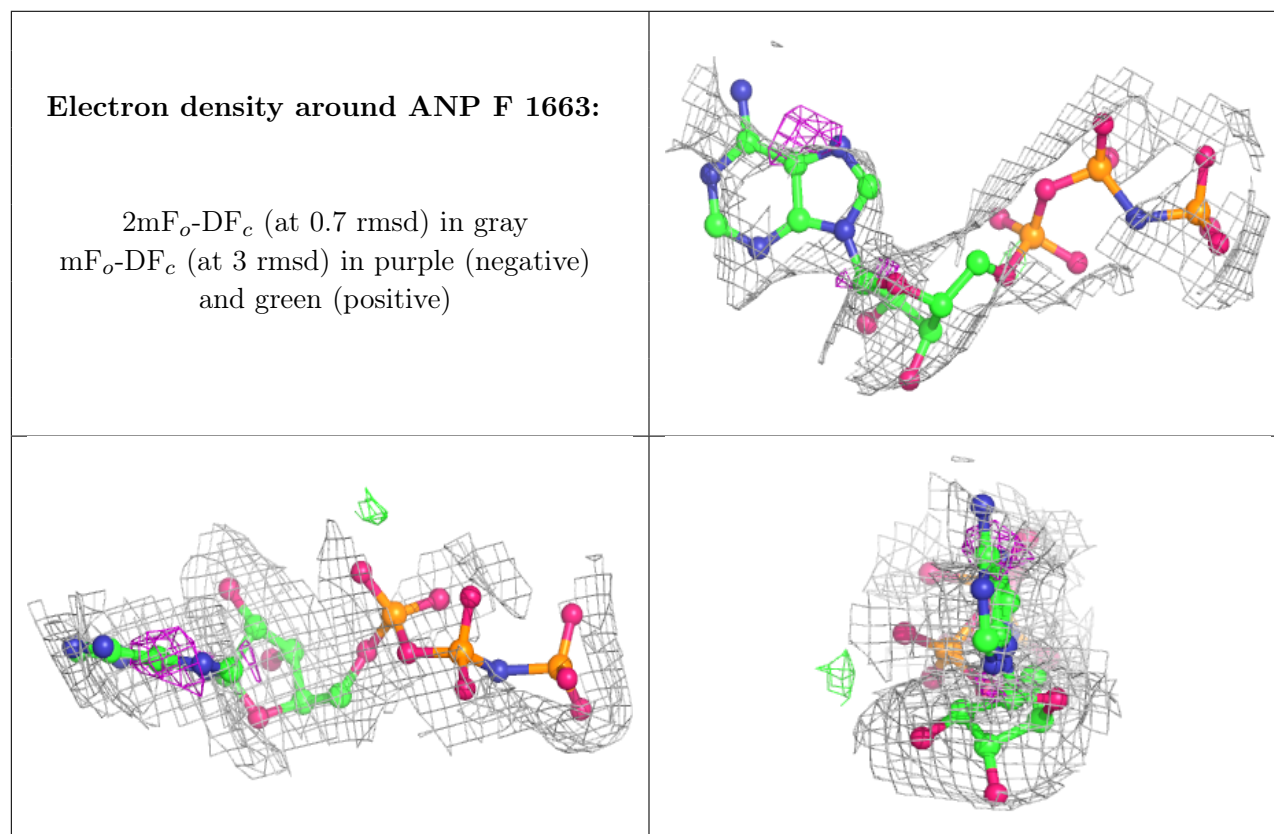 Electron density around ANP F 1663:
2mFo-DFc (at 0.7 rmsd) in gray
mFo-DFc (at 3 rmsd) in purple (negative)
and green (positive)